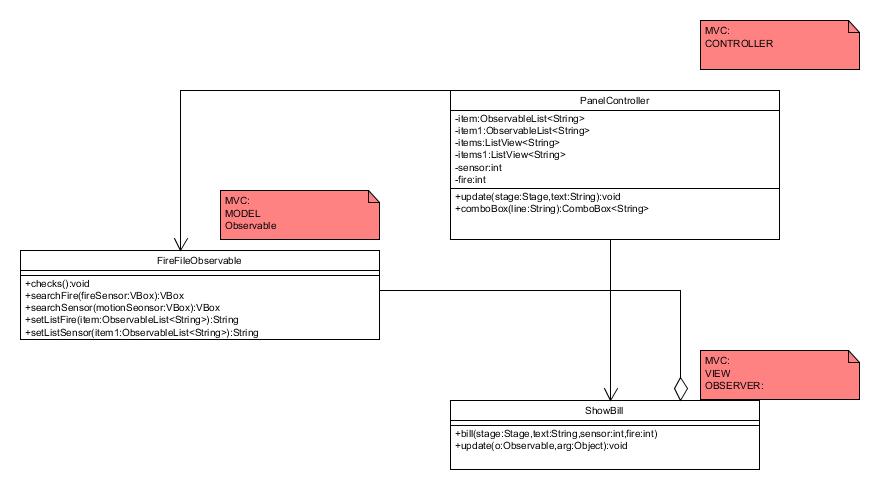 MVC:
CONTROLLER
PanelController
-item:ObservableList<String>
-item1:ObservableList<String>
-items:ListView<String>
-items1:ListView<String>
-sensor:int
-fire:int
+update(stage:Stage,text:String):void
+comboBox(line:String):ComboBox<String>
MVC:
MODEL
Observable
FireFileObservable
+checks():void
+searchFire(fireSensor:VBox):VBox
+searchSensor(motionSeonsor:VBox):VBox
+setListFire(item:ObservableList<String>):String
+setListSensor(item1:ObservableList<String>):String
MVC:
VIEW
OBSERVER:
ShowBill
+bill(stage:Stage,text:String,sensor:int,fire:int)
+update(o:Observable,arg:Object):void